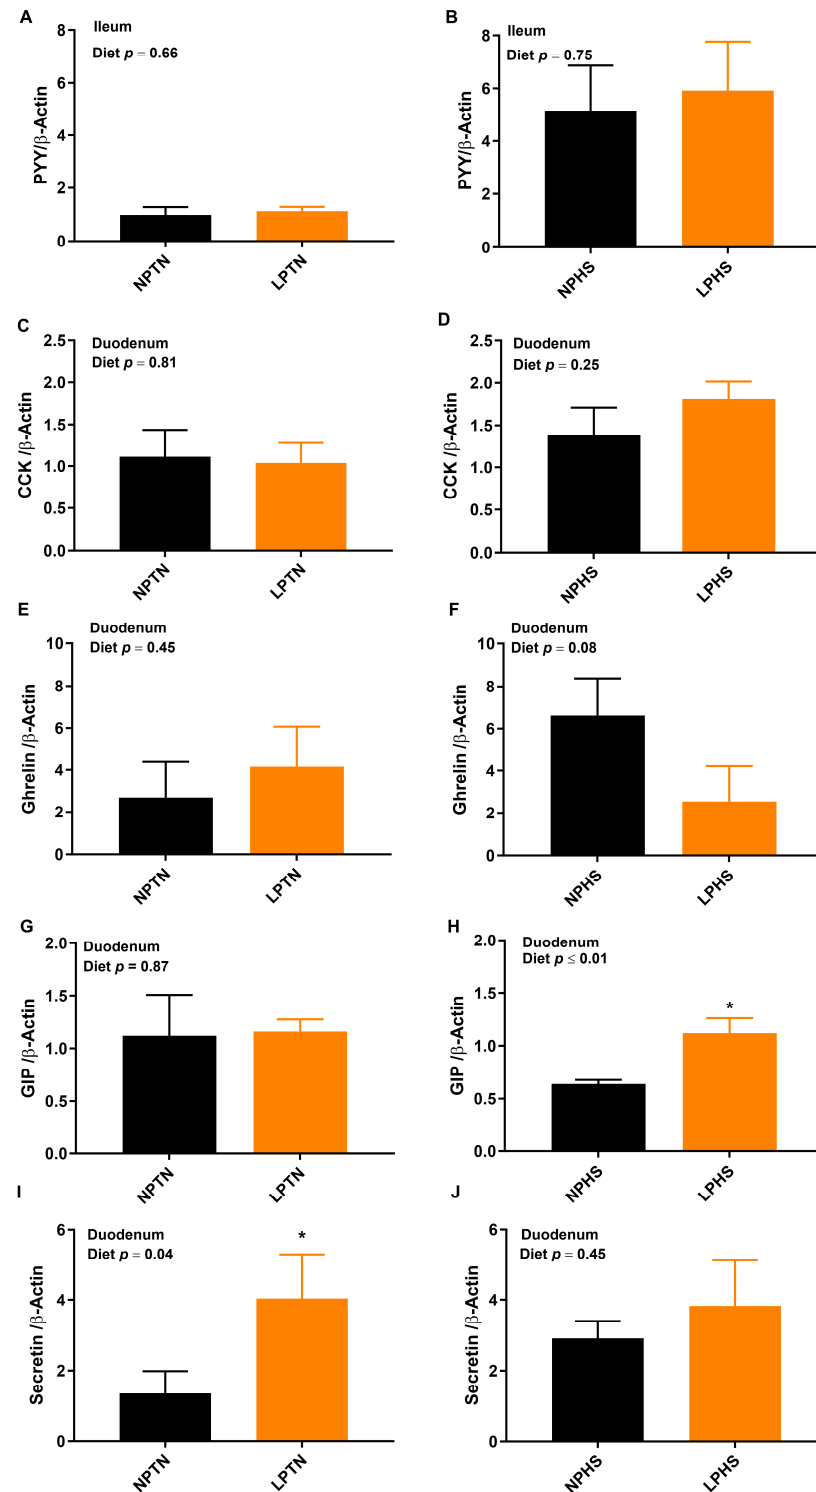 A
Ileum
Diet p = 0.66
PYY/β-Actin
8
6
4
2
0
NPTN
LPTN
B
Ileum
Diet p = 0.75
PYY/β-Actin
8
6
4
2
0
NPHS
LPHS
C
Duodenum
Diet p = 0.81
CCK /β-Actin
2.5
2.0
1.5
1.0
0.5
0.0
NPTN
LPTN
D
Duodenum
Diet p = 0.25
CCK /β-Actin
2.5
2.0
1.5
1.0
0.5
0.0
NPHS
LPHS
E
Duodenum
Diet p = 0.45
Ghrelin /β-Actin
10
8
6
4
2
0
NPTN
LPTN
F
Duodenum
Diet p = 0.08
Ghrelin /β-Actin
10
8
6
4
2
0
NPHS
LPHS
G
Duodenum
Diet p = 0.87
GIP /β-Actin
2.0
1.5
1.0
0.5
0.0
NPTN
LPTN
H
Duodenum
Diet p ≤ 0.01
*
GIP /β-Actin
2.0
1.5
1.0
0.5
0.0
NPHS
LPHS
I
Duodenum
Diet p = 0.04
*
Secretin /β-Actin
6
4
2
0
NPTN
LPTN
J
Duodenum
Diet p = 0.45
Secretin /β-Actin
6
4
2
0
NPHS
LPHS